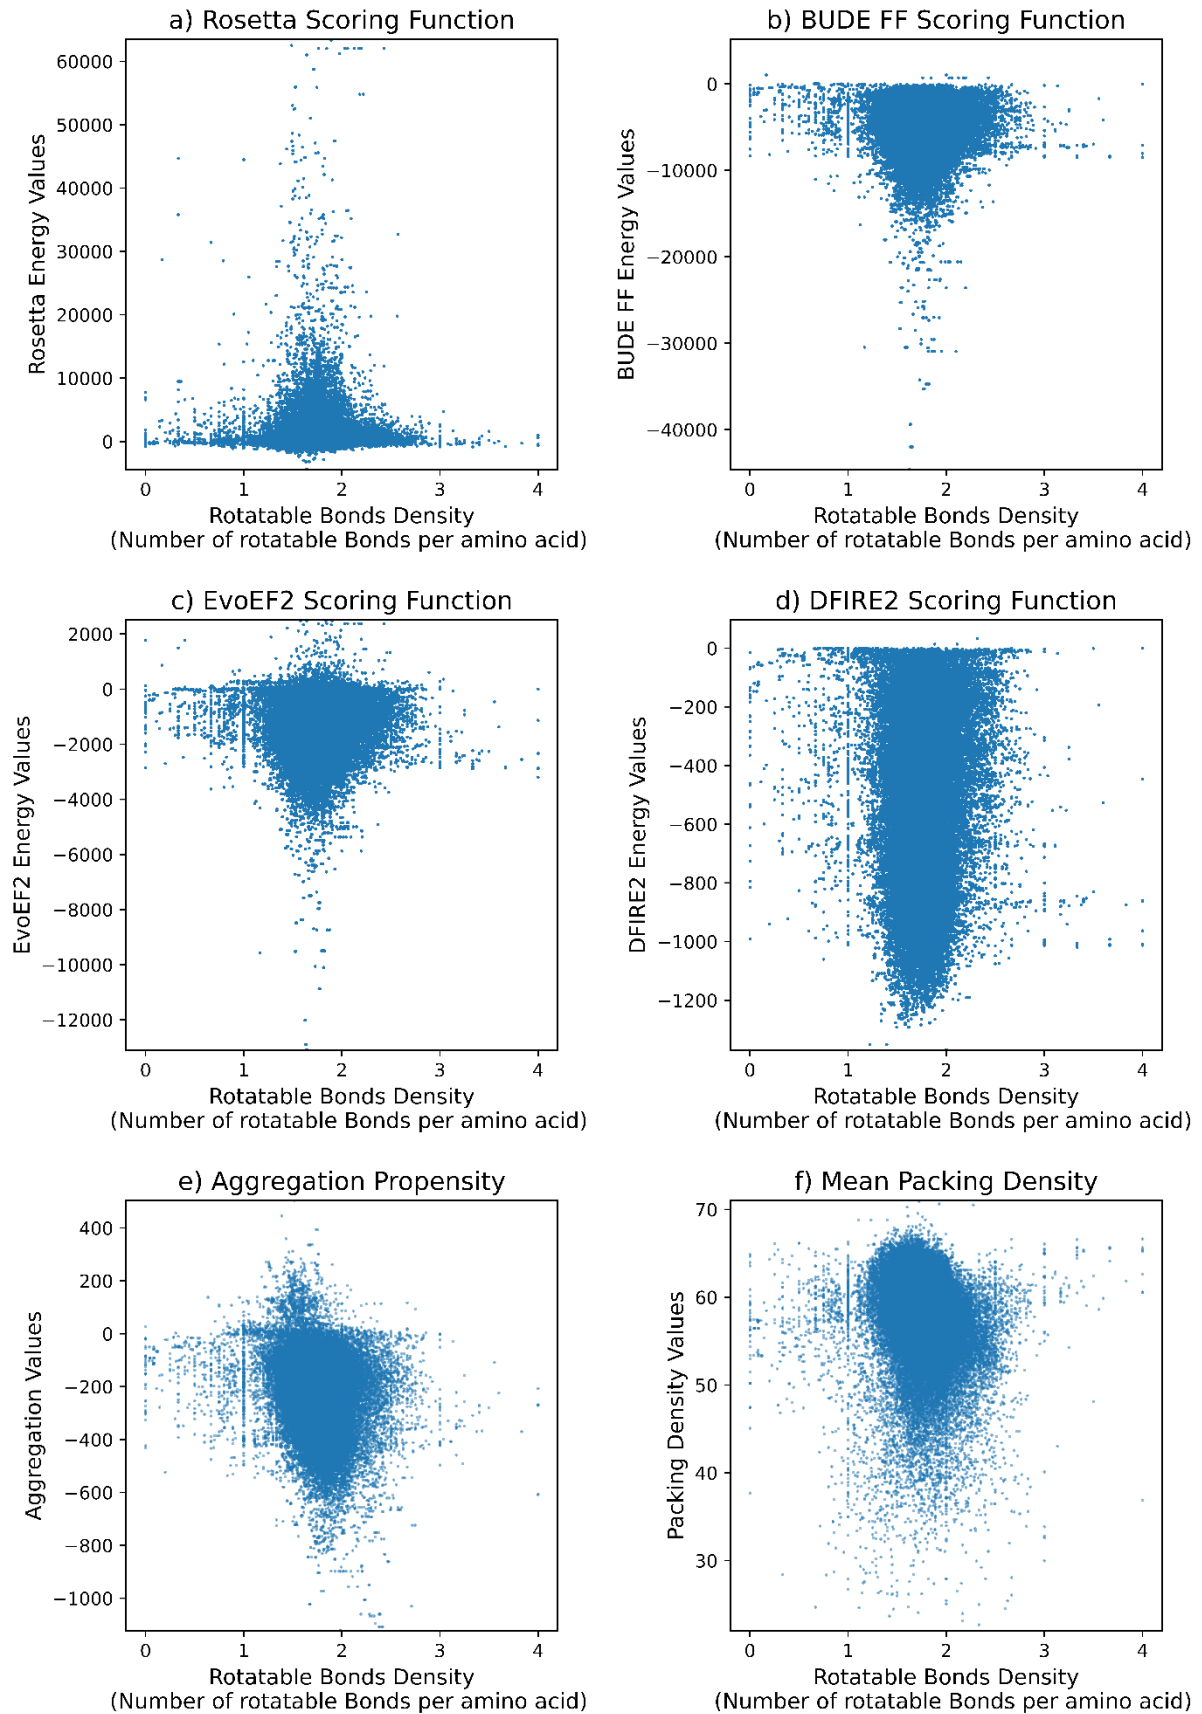 a) Rosetta Scoring Function
60000
50000
40000
30000
20000
10000
0
Rosetta Energy Values
0 1 2 3 4
Rotatable Bonds Density
(Number of rotatable Bonds per amino acid)
b) BUDE FF Scoring Function
0
−10000
−20000
−30000
−40000
BUDE FF Energy Values
0 1 2 3 4
Rotatable Bonds Density
(Number of rotatable Bonds per amino acid)
c) EvoEF2 Scoring Function
2000
0
−2000
−4000
−6000
−8000
−10000
−12000
EvoEF2 Energy Values
0 1 2 3 4
Rotatable Bonds Density
(Number of rotatable Bonds per amino acid)
d) DFIRE2 Scoring Function
0
−200
−400
−600
−800
−1000
−1200
DFIRE2 Energy Values
0 1 2 3 4
Rotatable Bonds Density
(Number of rotatable Bonds per amino acid)
e) Aggregation Propensity
400
200
0
−200
−400
−600
−800
−1000
Aggregation Values
0 1 2 3 4
Rotatable Bonds Density
(Number of rotatable Bonds per amino acid)
f) Mean Packing Density
70
60
50
40
30
Packing Density Values
0 1 2 3 4
Rotatable Bonds Density
(Number of rotatable Bonds per amino acid)